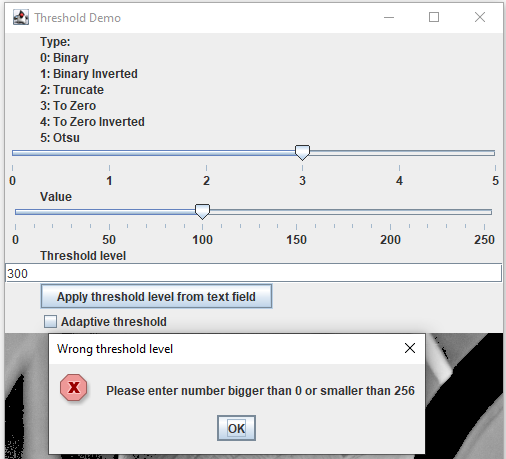 Threshold Demo
Type:
0: Binary
1: Binary Inverted
2: Truncate
3: To Zero
4: To Zero Inverted
5: Otsu
0 1 2 3 4 5
Value
0 50 100 150 200 250
Threshold level
300
Apply threshold level from text field
Adaptive threshold
Wrong threshold level
Please enter number bigger than 0 or smaller than 256
OK